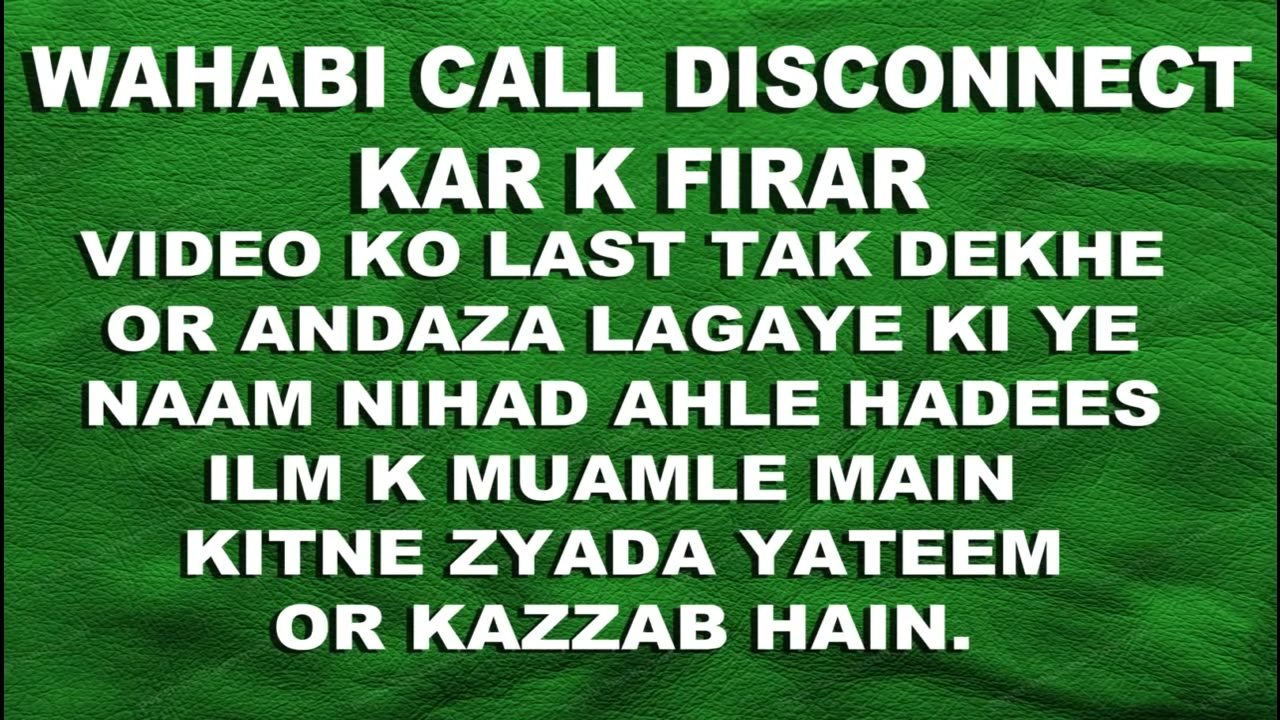 WAHABI CALL DISCONNECT
KAR K FIRAR
VIDEO KO LAST TAK DEKHE
OR ANDAZA LAGAYE KI YE
NAAM NIHAD AHLE HADEES
ILM K MUAMLE MAIN
KITNE ZYADA YATEEM
OR KAZZAB HAIN.